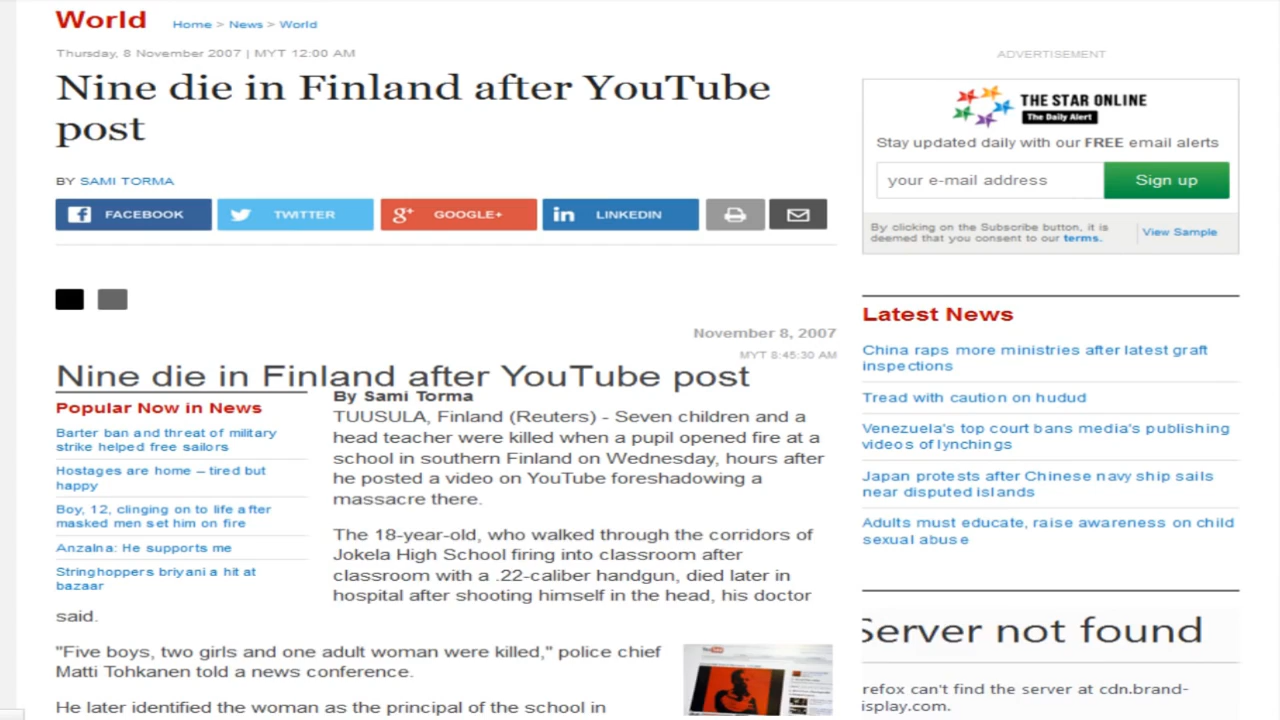 World
Home > News > World
Thursday, 8 November 2007 | MYT 12:00 AM
Nine die in Finland after YouTube
post
BY SAMI TORMA
FACEBOOK
TWITTER
GOOGLE+
LINKEDIN
November 8, 2007
MYT 8:45:30 AM
Nine die in Finland after YouTube post
Popular Now in News
Barter ban and threat of military
strike helped free sailors
Hostages are home – tired but
happy
Boy, 12, clinging on to life after
masked men set him on fire
Anzalna: He supports me
Stringhoppers briyani a hit at
bazaar
By Sami Torma
TUUSULA, Finland (Reuters) - Seven children and a
head teacher were killed when a pupil opened fire at a
school in southern Finland on Wednesday, hours after
he posted a video on YouTube foreshadowing a
massacre there.
The 18-year-old, who walked through the corridors of
Jokela High School firing into classroom after
classroom with a .22-caliber handgun, died later in
hospital after shooting himself in the head, his doctor
said.
"Five boys, two girls and one adult woman were killed," police chief
Matti Tohkanen told a news conference.
He later identified the woman as the principal of the school in
ADVERTISEMENT
THE STAR ONLINE
The Daily Alert
Stay updated daily with our FREE email alerts
your e-mail address
Sign up
By clicking on the Subscribe button, it is
deemed that you consent to our terms.
View Sample
Latest News
China raps more ministries after latest graft
inspections
Tread with caution on hudud
Venezuela's top court bans media's publishing
videos of lynchings
Japan protests after Chinese navy ship sails
near disputed islands
Adults must educate, raise awareness on child
sexual abuse
Server not found
refox can't find the server at cdn.brand-
isplay.com.